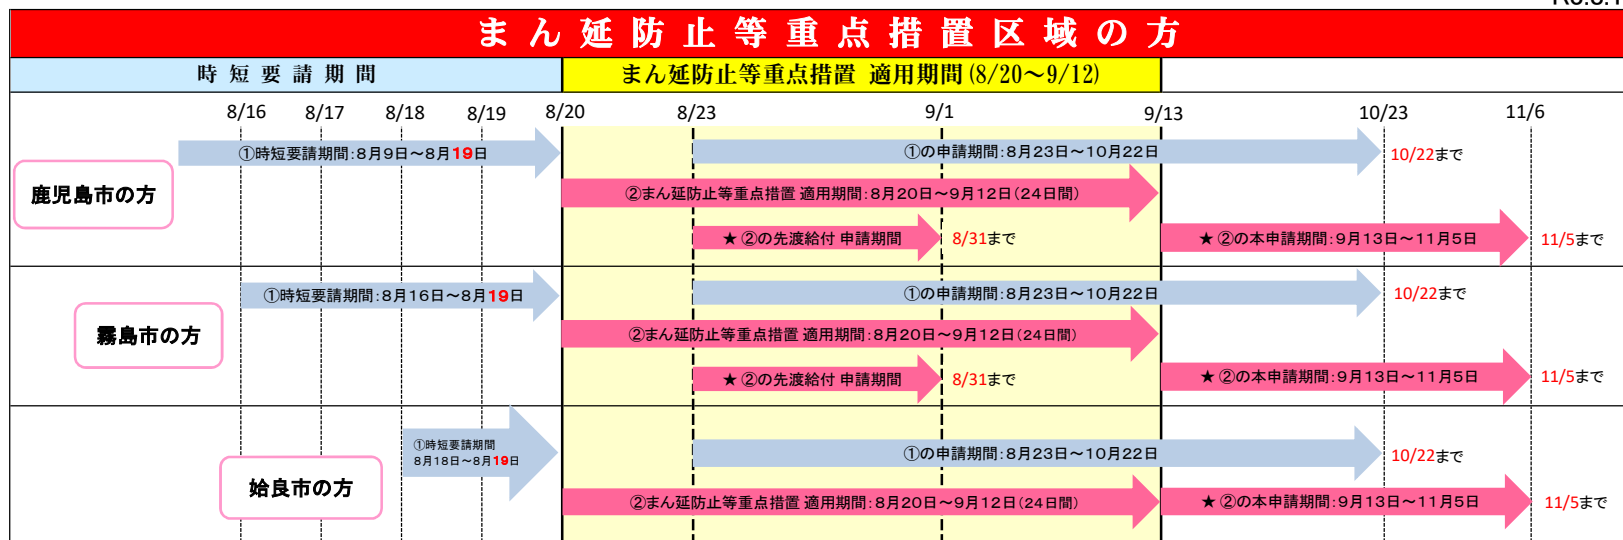 まん延防止等重点措置区域の方
時短要請期間
まん延防止等重点措置 適用期間(8/20～9/12)
8/16 8/17 8/18 8/19 8/20 8/23 9/1 9/13 10/23 11/6
鹿児島市の方
①時短要請期間：8月9日～8月19日
①の申請期間：8月23日～10月22日
10/22まで
②まん延防止等重点措置 適用期間：8月20日～9月12日（24日間）
★ ②の先渡給付 申請期間
8/31まで
★ ②の本申請期間：9月13日～11月5日
11/5まで
霧島市の方
①時短要請期間：8月16日～8月19日
①の申請期間：8月23日～10月22日
10/22まで
②まん延防止等重点措置 適用期間：8月20日～9月12日（24日間）
★ ②の先渡給付 申請期間
8/31まで
★ ②の本申請期間：9月13日～11月5日
11/5まで
姶良市の方
①時短要請期間
8月18日～8月19日
①の申請期間：8月23日～10月22日
10/22まで
②まん延防止等重点措置 適用期間：8月20日～9月12日（24日間）
★ ②の本申請期間：9月13日～11月5日
11/5まで